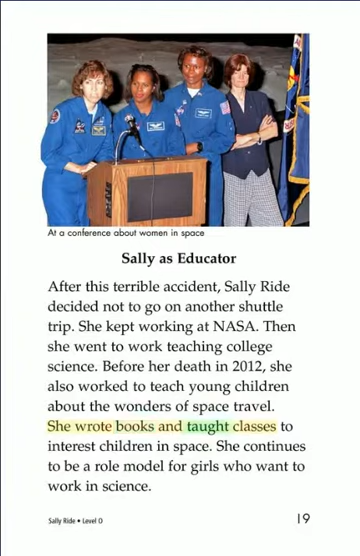 At a conference about women in space
Sally as Educator
After this terrible accident, Sally Ride
decided not to go on another shuttle
trip. She kept working at NASA. Then
she went to work teaching college
science. Before her death in 2012, she
also worked to teach young children
about the wonders of space travel.
She wrote books and taught classes to
interest children in space. She continues
to be a role model for girls who want to
work in science.
Sally Ride • Level O
19